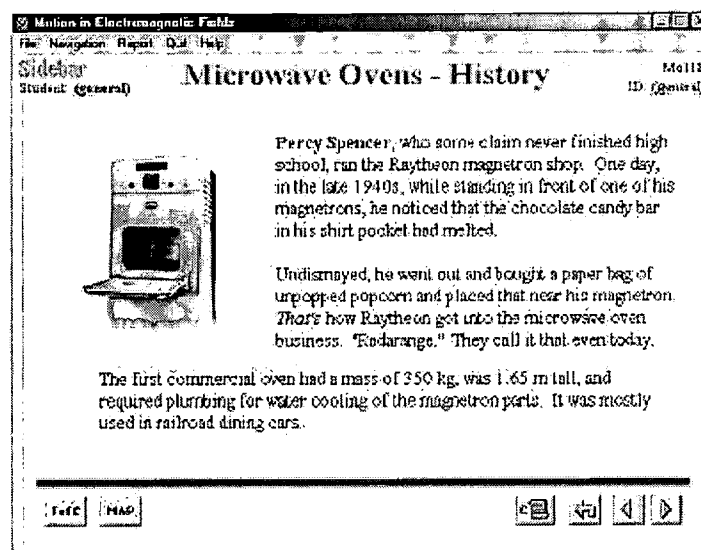 Motion in Electromagnetic Fields
File Navigation Report Quit Help
Sidebar
Student: (general)
Microwave Ovens - History
ID: (general)
Percy Spencer, who some claim never finished high
school, ran the Raytheon magnetron shop. One day,
in the late 1940s, while standing in front of one of his
magnetrons, he noticed that the chocolate candy bar
in his shirt pocket had melted.
Undismayed, he went out and bought a paper bag of
unpopped popcorn and placed that near his magnetron.
That's how Raytheon got into the microwave oven
business. "Radarange." They call it that even today.
The first commercial oven had a mass of 350 kg, was 1.65 m tall, and
required plumbing for water cooling of the magnetron parts. It was mostly
used in railroad dining cars.
MAP